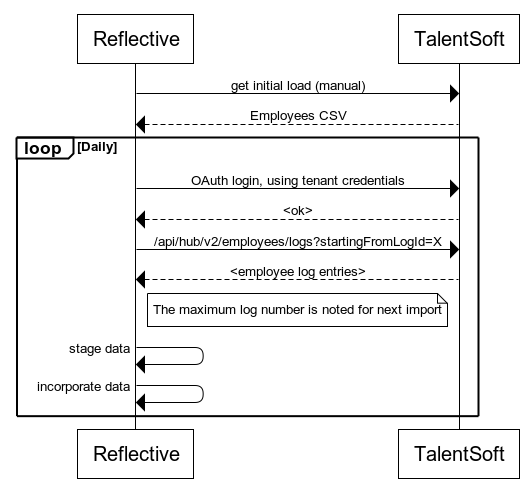 Reflective
TalentSoft
get initial load (manual)
Employees CSV
loop [Daily]
OAuth login, using tenant credentials
<ok>
/api/hub/v2/employees/logs?startingFromLogId=X
<employee log entries>
The maximum log number is noted for next import
stage data
incorporate data
Reflective
TalentSoft